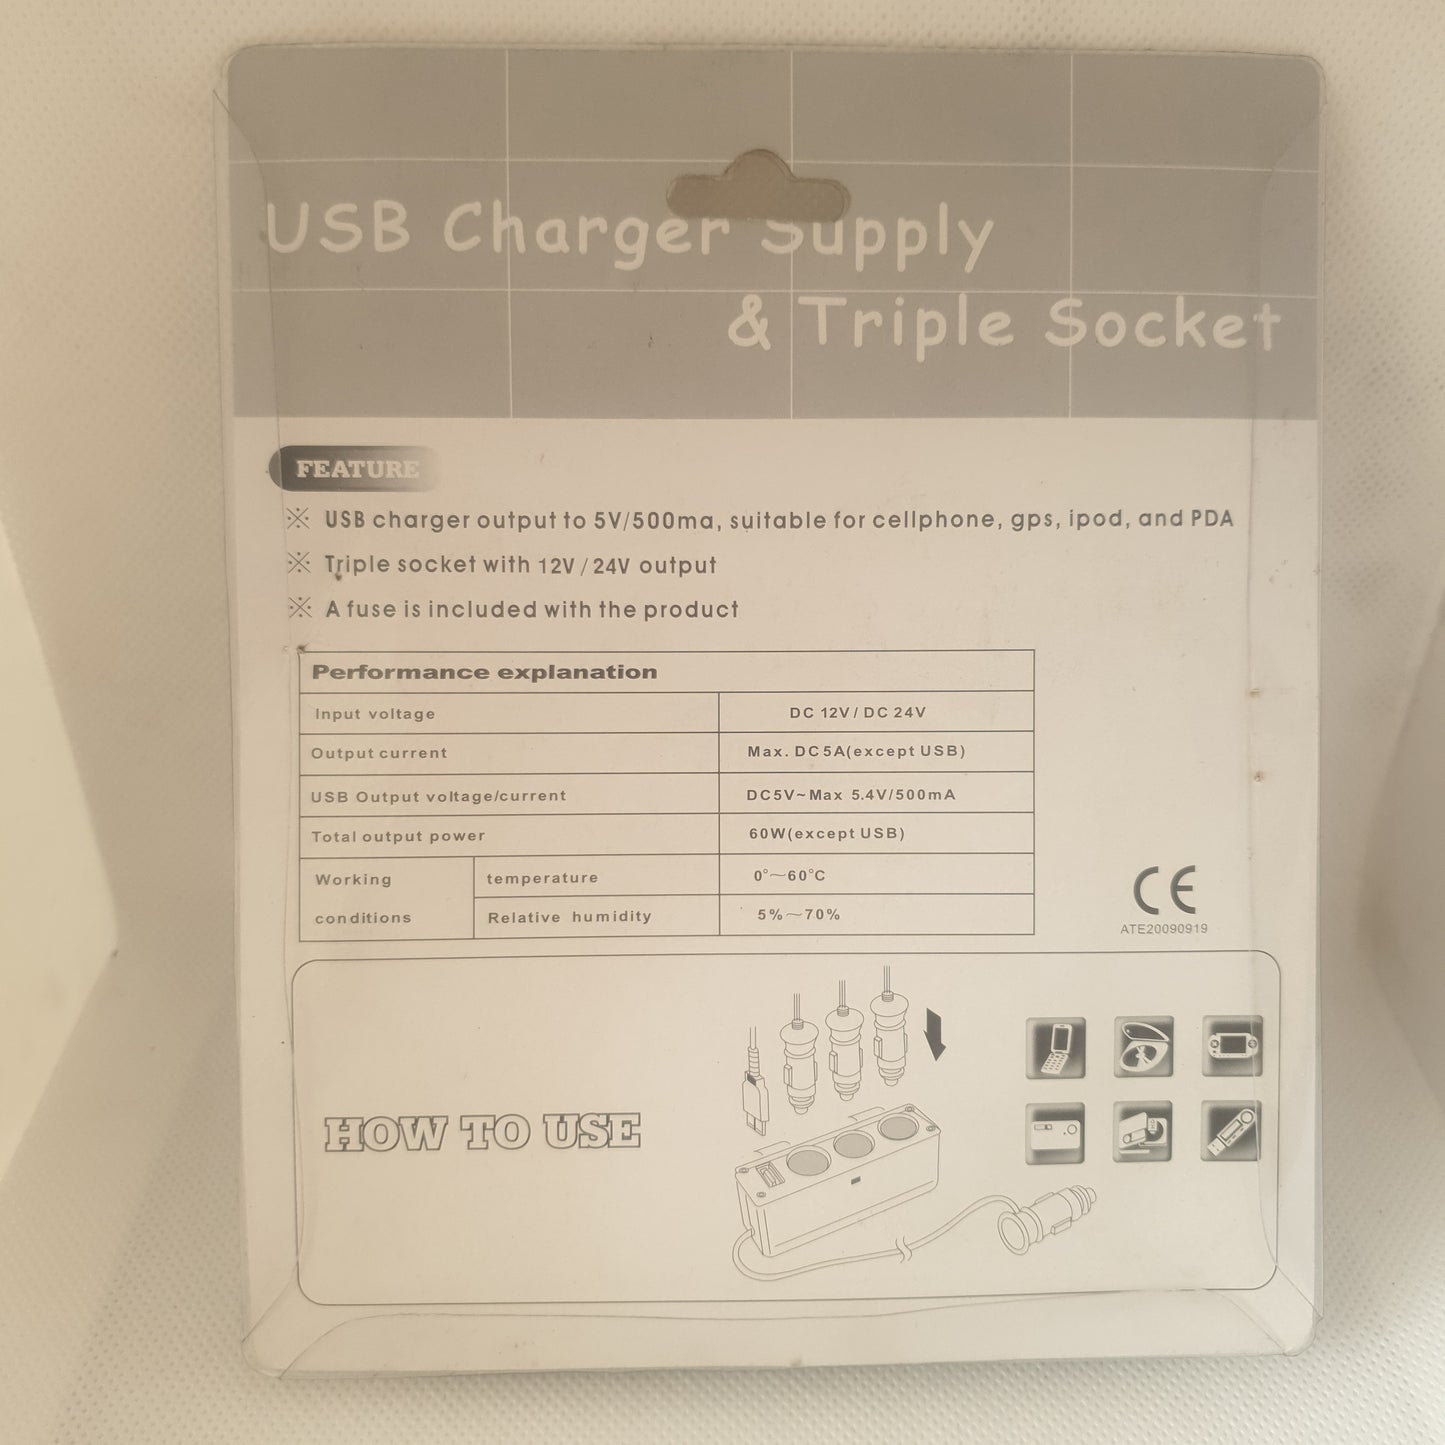 USB Charger Supply
& Triple Socket
FEATURE
※ USB charger output to 5V/500ma, suitable for cellphone, gps, ipod, and PDA
※ Triple socket with 12V / 24V output
※ A fuse is included with the product
Performance explanation
Input voltage DC 12V / DC 24V
Output current Max. DC5A(except USB)
USB Output voltage/current DC5V~Max 5.4V/500mA
Total output power 60W(except USB)
Working conditions temperature 0°~60°C
Relative humidity 5%~70%
CE
ATE20090919
HOW TO USE